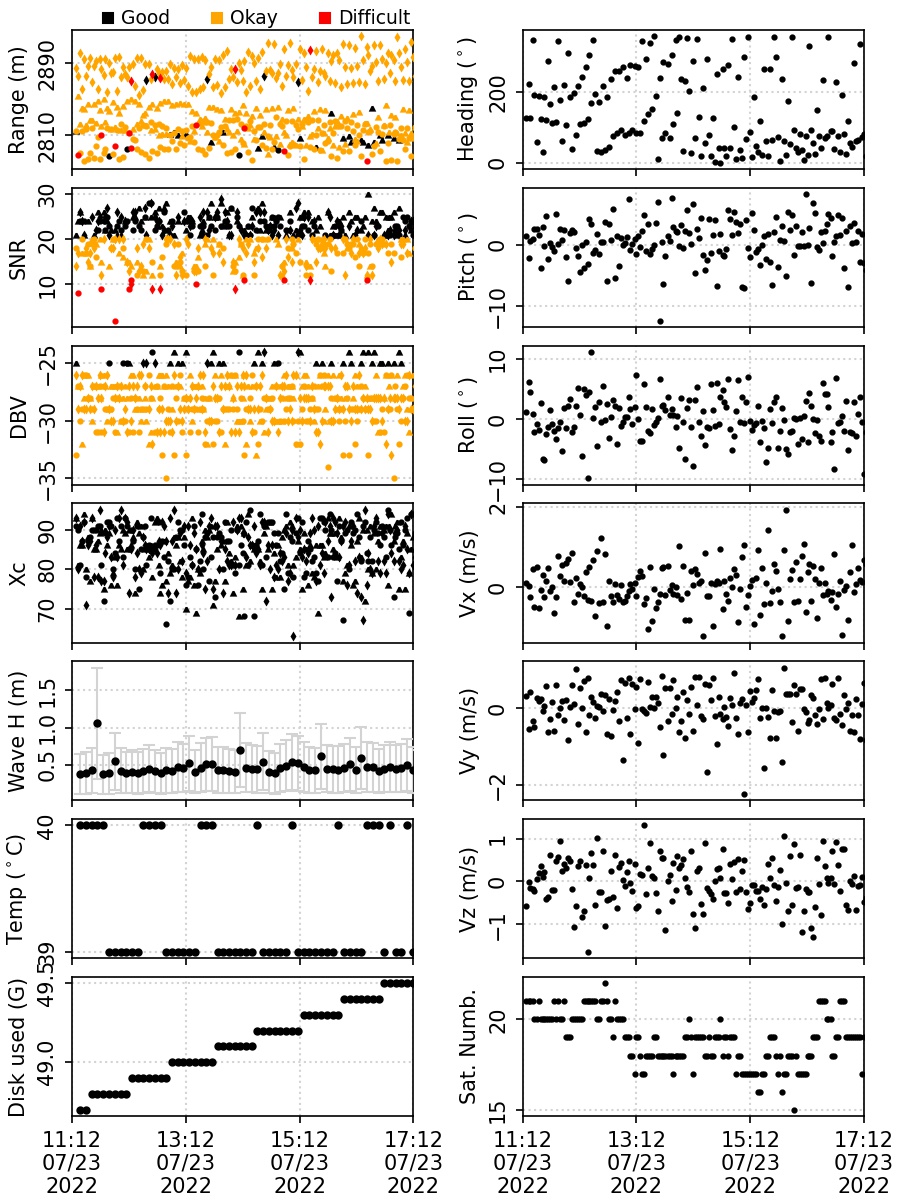 Good Okay Difficult
Range (m) 2890 2810
Heading (°) 200 0
SNR 30 20 10
Pitch (°) 0 −10
DBV −25 −30 −35
Roll (°) 10 0 −10
Xc 90 80 70
Vx (m/s) 2 0
Wave H (m) 1.5 1.0 0.5
Vy (m/s) 0 −2
Temp (°C) 40 39
Vz (m/s) 1 0 −1
Disk used (G) 49.5 49.0
Sat. Numb. 20 15
11:12 13:12 15:12 17:12 11:12 13:12 15:12 17:12
07/23 07/23 07/23 07/23 07/23 07/23 07/23 07/23
2022 2022 2022 2022 2022 2022 2022 2022